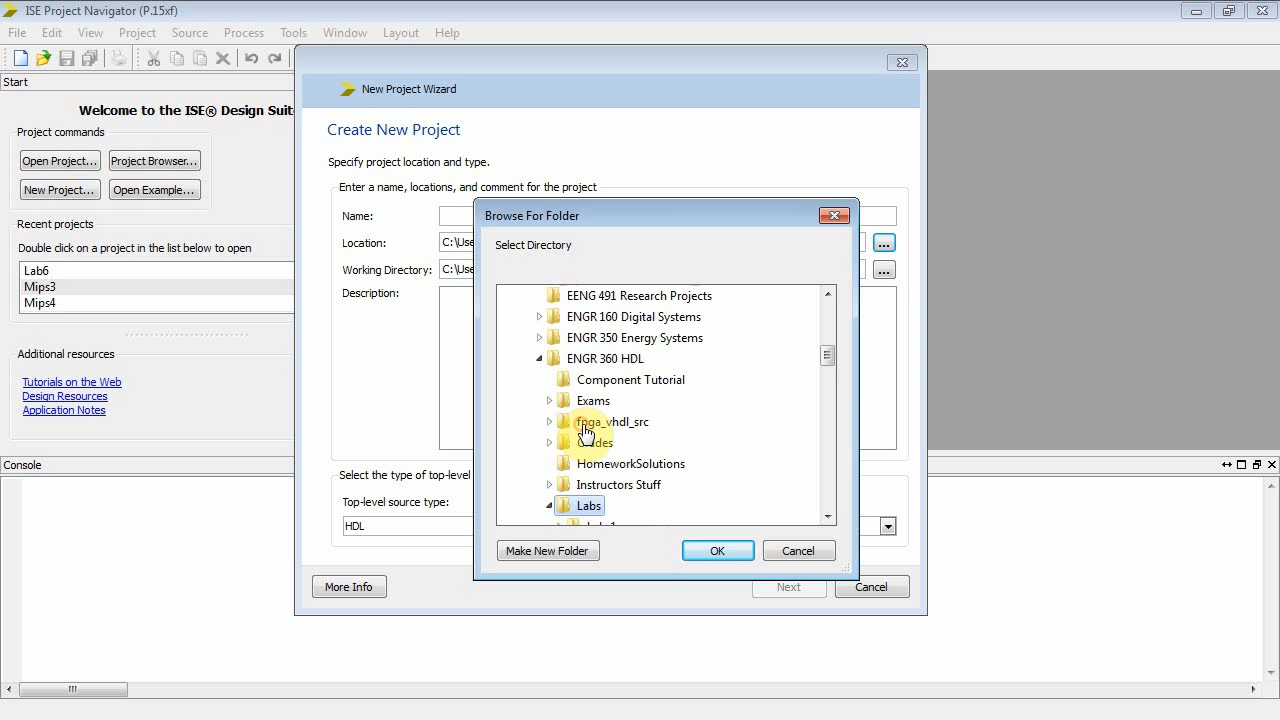 ISE Project Navigator (P.15xf)
File Edit View Project Source Process Tools Window Layout Help
Start
Welcome to the ISE® Design Suit
Project commands
Open Project... Project Browser...
New Project... Open Example...
Recent projects
Double click on a project in the list below to open
Lab6
Mips3
Mips4
Additional resources
Tutorials on the Web
Design Resources
Application Notes
Console
New Project Wizard
Create New Project
Specify project location and type.
Enter a name, locations, and comment for the project
Name:
Location: C:\Use ...
Working Directory: C:\Use ...
Description:
Select the type of top-level
Top-level source type:
HDL
More Info Next Cancel
Browse For Folder
Select Directory
EENG 491 Research Projects
ENGR 160 Digital Systems
ENGR 350 Energy Systems
ENGR 360 HDL
Component Tutorial
Exams
fpga_vhdl_src
Grades
HomeworkSolutions
Instructors Stuff
Labs
Make New Folder OK Cancel